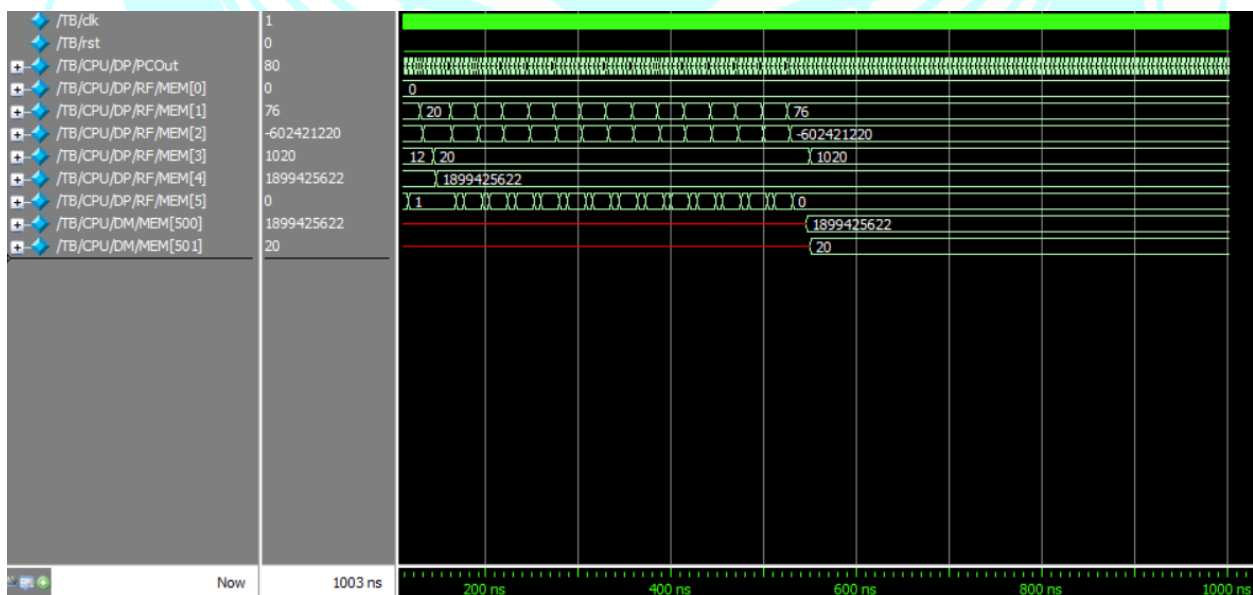 /TB/clk 1
/TB/rst 0
/TB/CPU/DP/PCOut 80
/TB/CPU/DP/RF/MEM[0] 0 0
/TB/CPU/DP/RF/MEM[1] 76 20 76
/TB/CPU/DP/RF/MEM[2] -602421220 -602421220
/TB/CPU/DP/RF/MEM[3] 1020 12 20 1020
/TB/CPU/DP/RF/MEM[4] 1899425622 1899425622
/TB/CPU/DP/RF/MEM[5] 0 1 0
/TB/CPU/DM/MEM[500] 1899425622 1899425622
/TB/CPU/DM/MEM[501] 20 20
Now 1003 ns
200 ns 400 ns 600 ns 800 ns 1000 ns